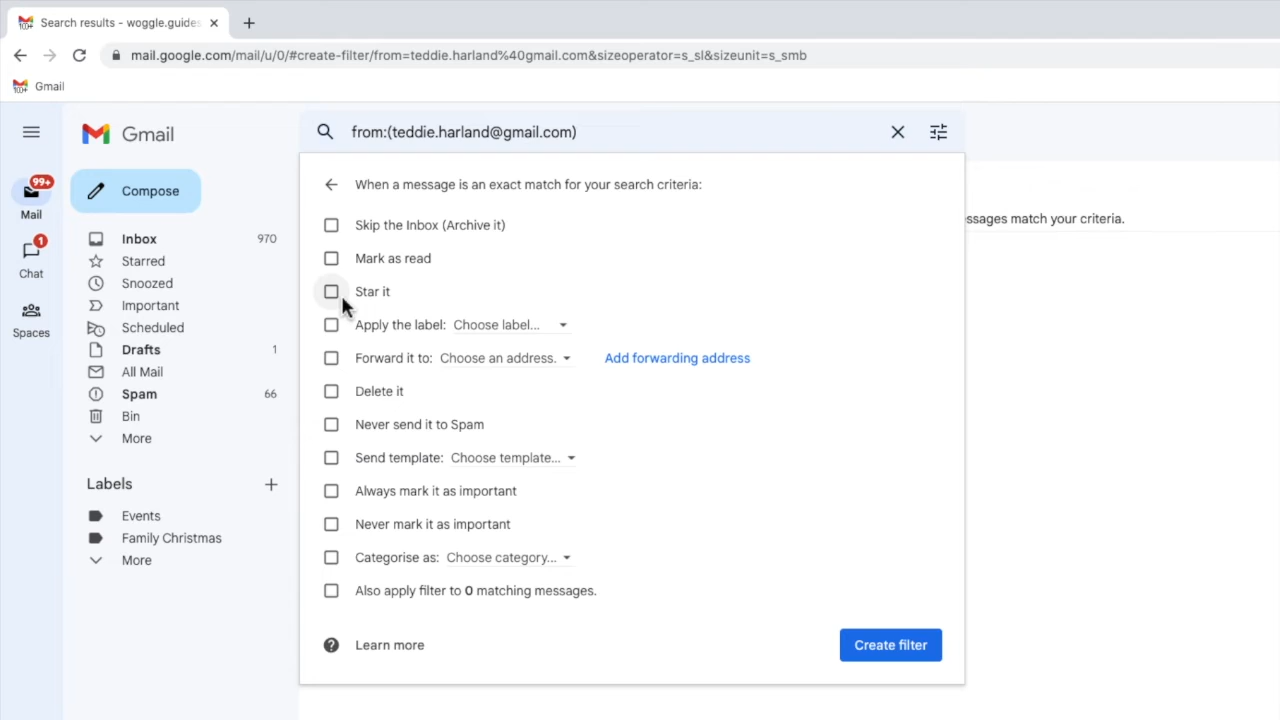 Search results - woggle.guides
mail.google.com/mail/u/0/#create-filter/from=teddie.harland%40gmail.com&sizeoperator=s_sl&sizeunit=s_smb
Gmail
Gmail
from:(teddie.harland@gmail.com)
99+
Mail
1
Chat
Spaces
Compose
Inbox 970
Starred
Snoozed
Important
Scheduled
Drafts 1
All Mail
Spam 66
Bin
More
Labels
Events
Family Christmas
More
When a message is an exact match for your search criteria:
Skip the Inbox (Archive it)
Mark as read
Star it
Apply the label: Choose label...
Forward it to: Choose an address. Add forwarding address
Delete it
Never send it to Spam
Send template: Choose template...
Always mark it as important
Never mark it as important
Categorise as: Choose category...
Also apply filter to 0 matching messages.
Learn more
Create filter
ssages match your criteria.